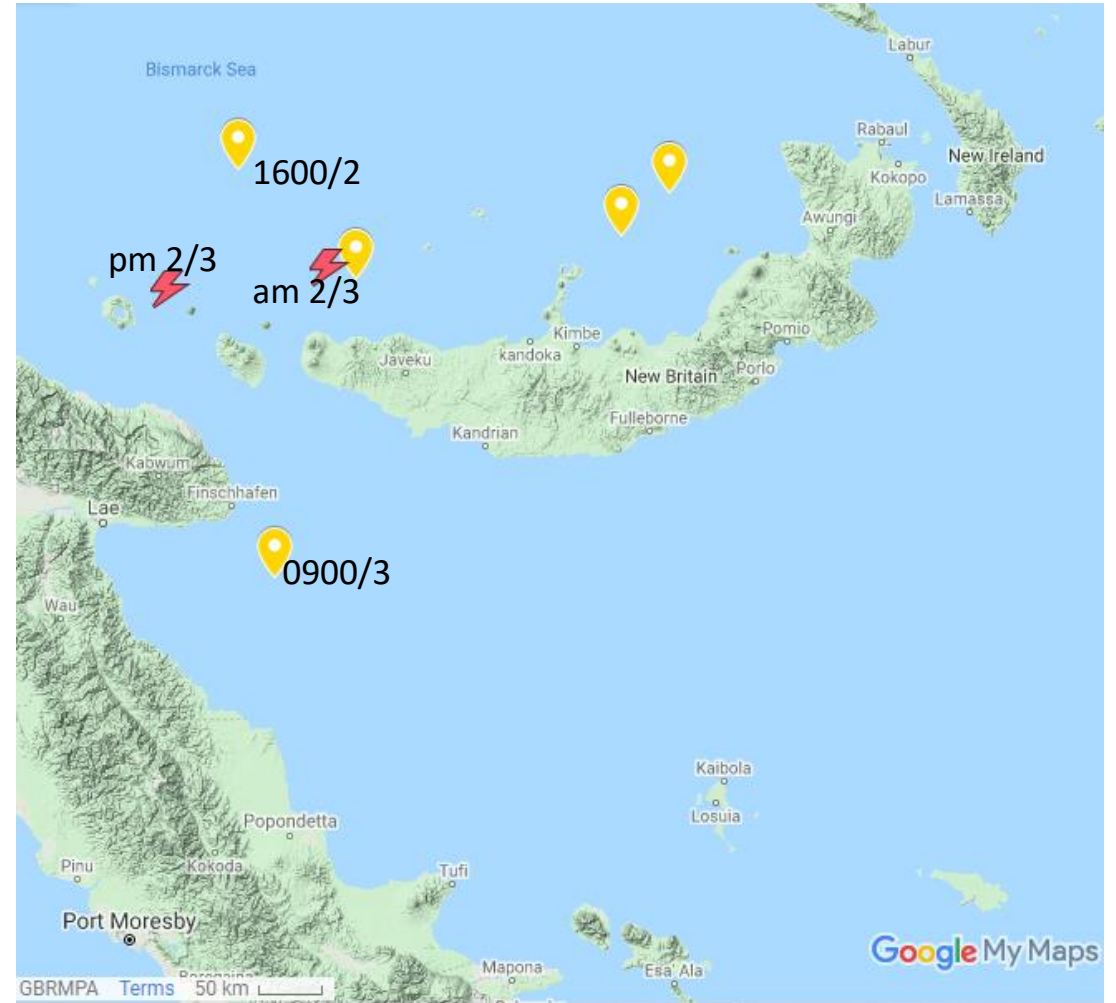 Labur
Bismarck Sea
Rabaul
New Ireland
1600/2
Kokopo
Lamassa
Awungi
pm 2/3
am 2/3
Kimbe
Pomio
Javeku
kandoka
New Britain
Porlo
Fulleborne
Kandrian
Kabwum
Finschhafen
Lae
0900/3
Wau
Kaibola
Losuia
Popondetta
Pinu
Kokoda
Tufi
Port Moresby
Mapona
Esa'Ala
Google My Maps
GBRMPA Terms 50 km